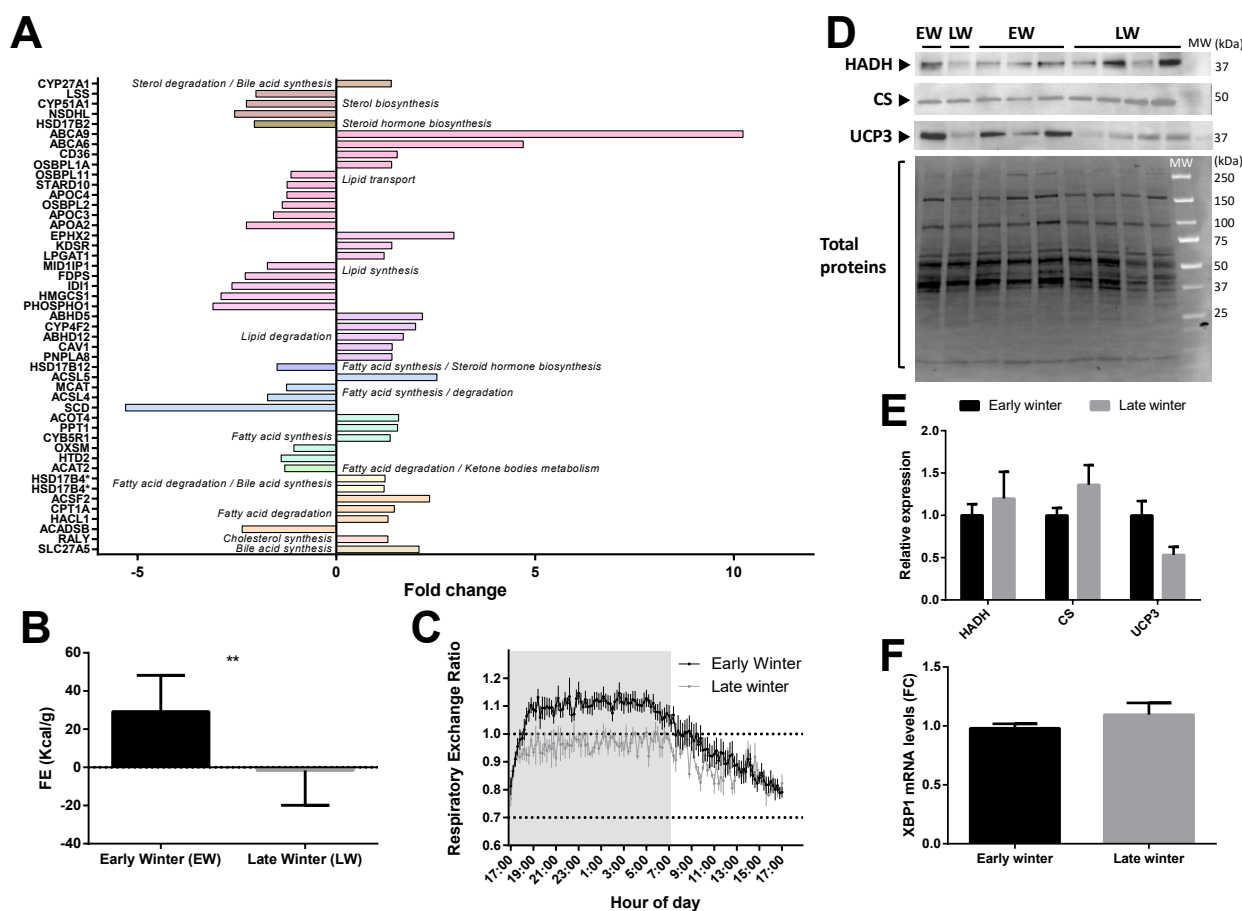 A
CYP27A1
LSS
CYP51A1
NSDHL
HSD17B2
ABCA9
ABCA6
CD36
OSBPL1A
OSBPL11
STARD10
APOC4
OSBPL2
APOC3
APOA2
EPHX2
KDSR
LPGAT1
MID1IP1
FDPS
IDI1
HMGCS1
PHOSPHO1
ABHD5
CYP4F2
ABHD12
CAV1
PNPLA8
HSD17B12
ACSL5
MCAT
ACSL4
SCD
ACOT4
PPT1
CYB5R1
OXSM
HTD2
ACAT2
HSD17B4*
HSD17B4*
ACSF2
CPT1A
HACL1
ACADSB
RALY
SLC27A5
Sterol degradation / Bile acid synthesis
Sterol biosynthesis
Steroid hormone biosynthesis
Lipid transport
Lipid synthesis
Lipid degradation
Fatty acid synthesis / Steroid hormone biosynthesis
Fatty acid synthesis / degradation
Fatty acid synthesis
Fatty acid degradation / Ketone bodies metabolism
Fatty acid degradation / Bile acid synthesis
Fatty acid degradation
Cholesterol synthesis
Bile acid synthesis
-5 0 5 10
Fold change
B
FE (Kcal/g)
60
40
20
0
-20
-40
**
Early Winter (EW) Late Winter (LW)
C
Respiratory Exchange Ratio
1.2
1.1
1.0
0.9
0.8
0.7
0.6
Early Winter
Late winter
17:00 19:00 21:00 23:00 1:00 3:00 5:00 7:00 9:00 11:00 13:00 15:00 17:00
Hour of day
D
EW LW EW LW MW (kDa)
HADH 37
CS 50
UCP3 37
MW (kDa)
250
150
100
75
50
37
25
Total
proteins
E
Early winter Late winter
Relative expression
2.0
1.5
1.0
0.5
0.0
HADH CS UCP3
F
XBP1 mRNA levels (FC)
1.5
1.0
0.5
0.0
Early winter Late winter